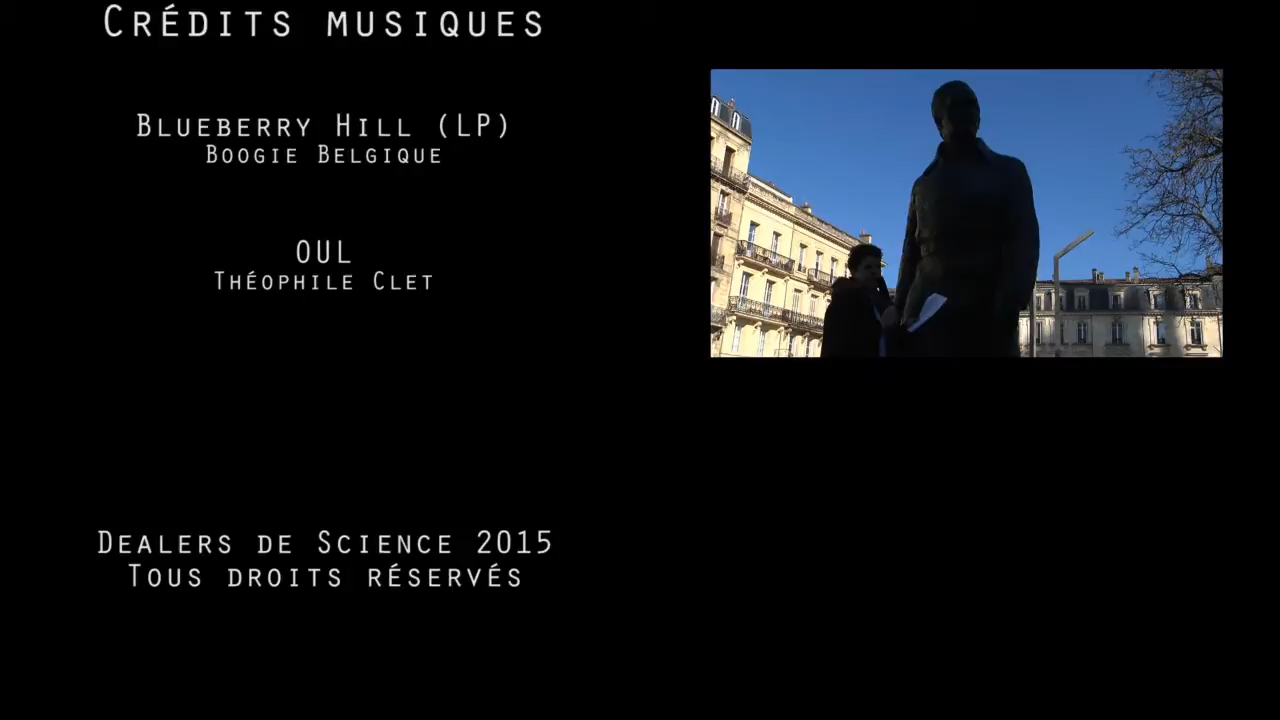 CRÉDITS MUSIQUES
BLUEBERRY HILL (LP)
BOOGIE BELGIQUE
OUL
THÉOPHILE CLET
DEALERS DE SCIENCE 2015
TOUS DROITS RÉSERVÉS